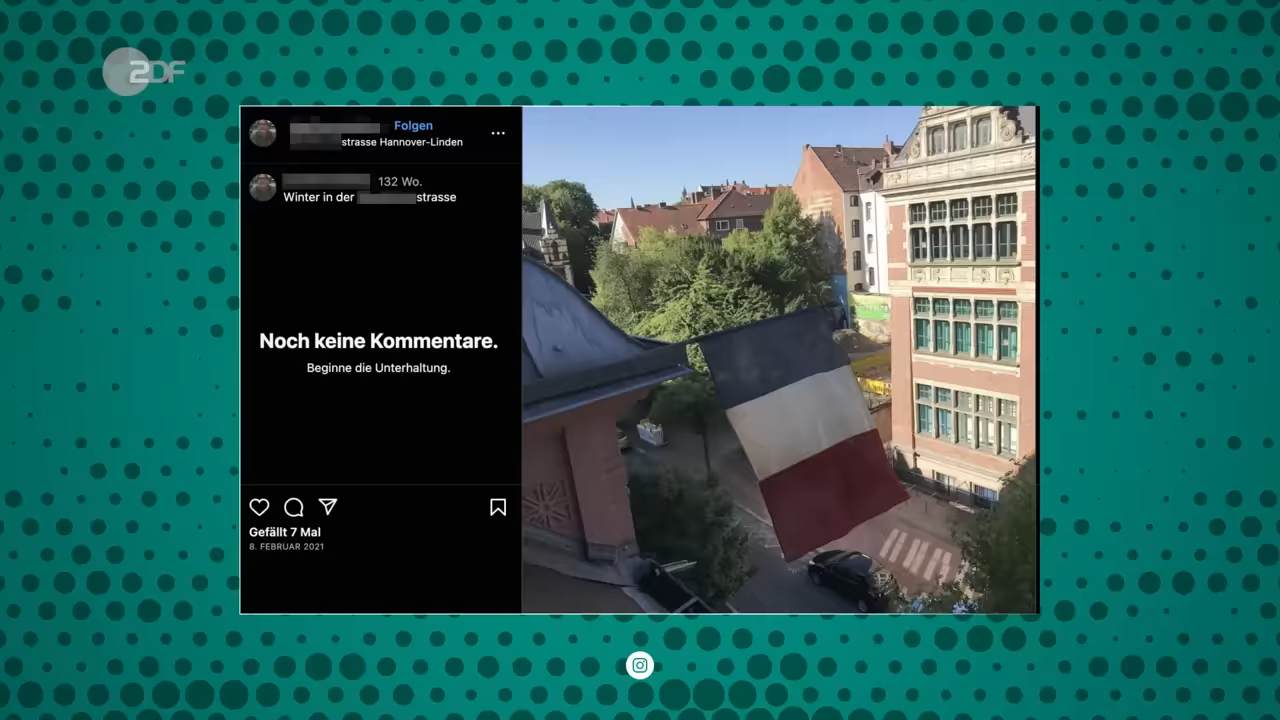 ZDF
Folgen
strasse Hannover-Linden
132 Wo.
Winter in der strasse
Noch keine Kommentare.
Beginne die Unterhaltung.
Gefällt 7 Mal
8. FEBRUAR 2021